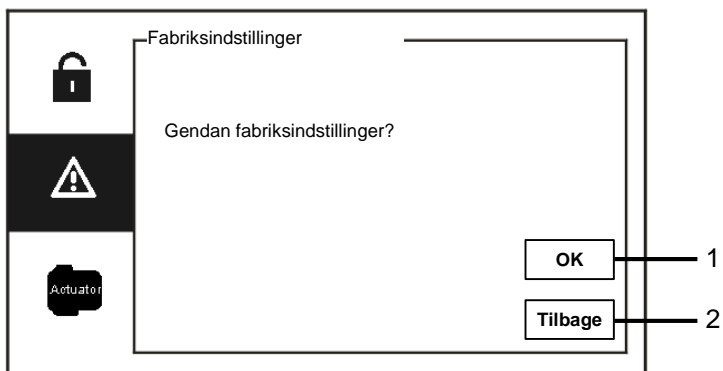 Fabriksindstillinger
Gendan fabriksindstillinger?
Actuator
OK
1
Tilbage
2